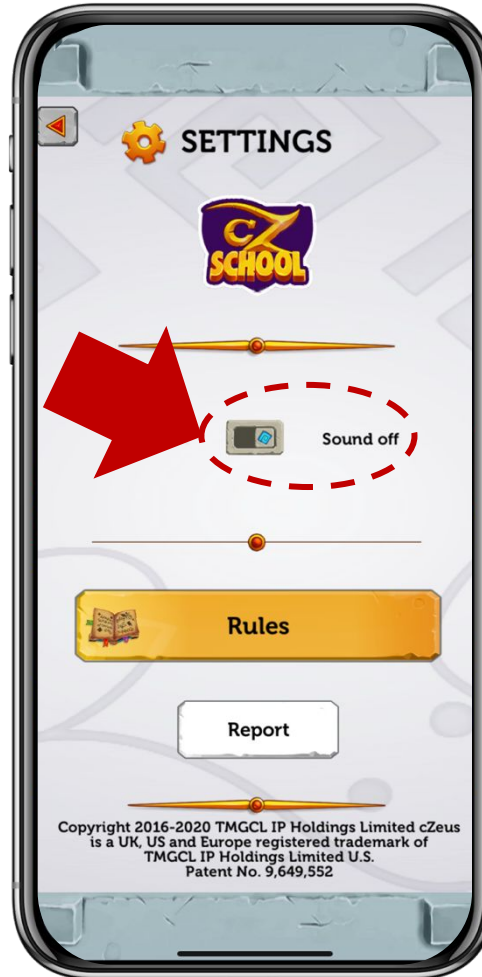 SETTINGS
cZ
SCHOOL
Sound off
Rules
Report
Copyright 2016-2020 TMGCL IP Holdings Limited cZeus
is a UK, US and Europe registered trademark of
TMGCL IP Holdings Limited U.S.
Patent No. 9,649,552